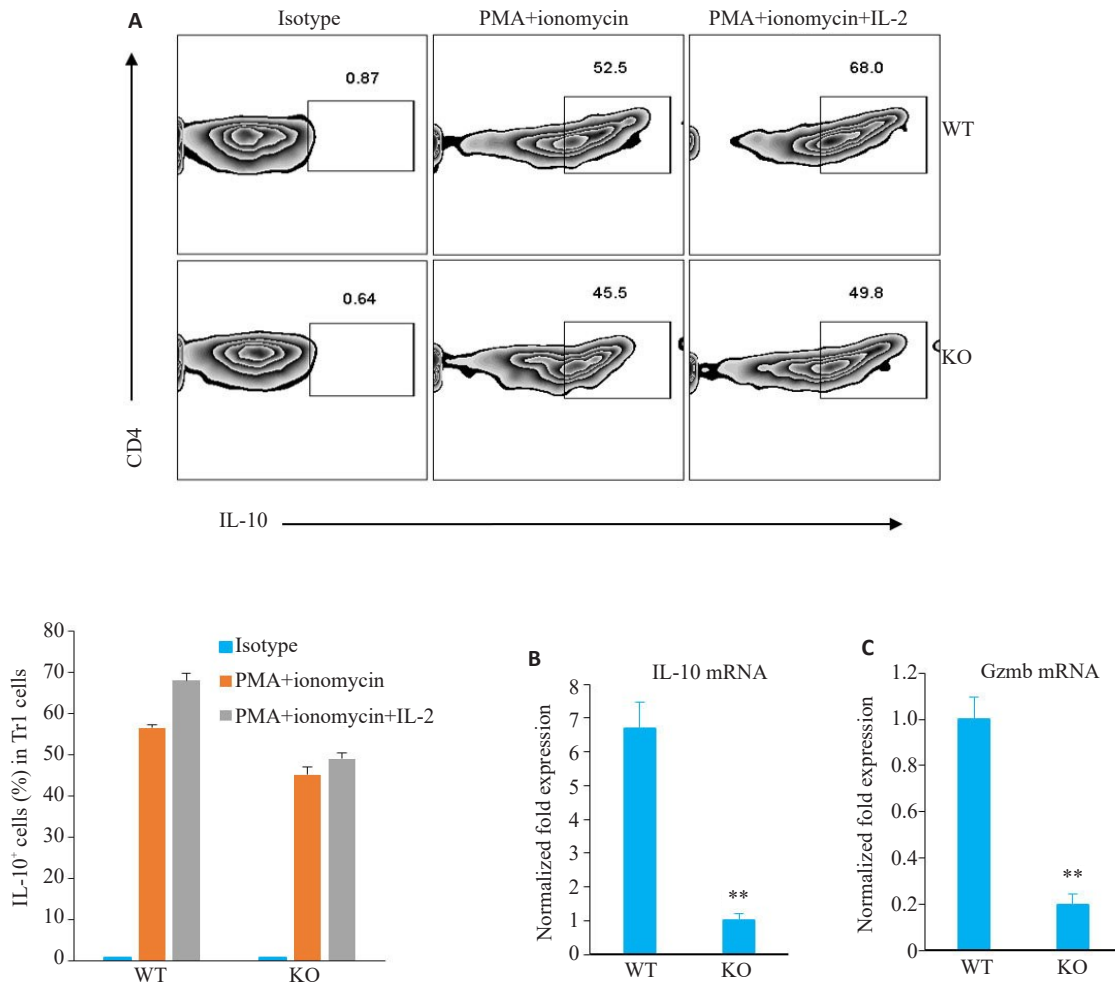 A
Isotype
PMA+ionomycin
PMA+ionomycin+IL-2
0.87
52.5
68.0
WT
0.64
45.5
49.8
KO
CD4
IL-10
IL-10⁺ cells (%) in Tr1 cells
80
70
60
50
40
30
20
10
0
Isotype
PMA+ionomycin
PMA+ionomycin+IL-2
WT
KO
B
IL-10 mRNA
Normalized fold expression
8
7
6
5
4
3
2
1
0
**
WT
KO
C
Gzmb mRNA
Normalized fold expression
1.2
1.0
0.8
0.6
0.4
0.2
0
**
WT
KO